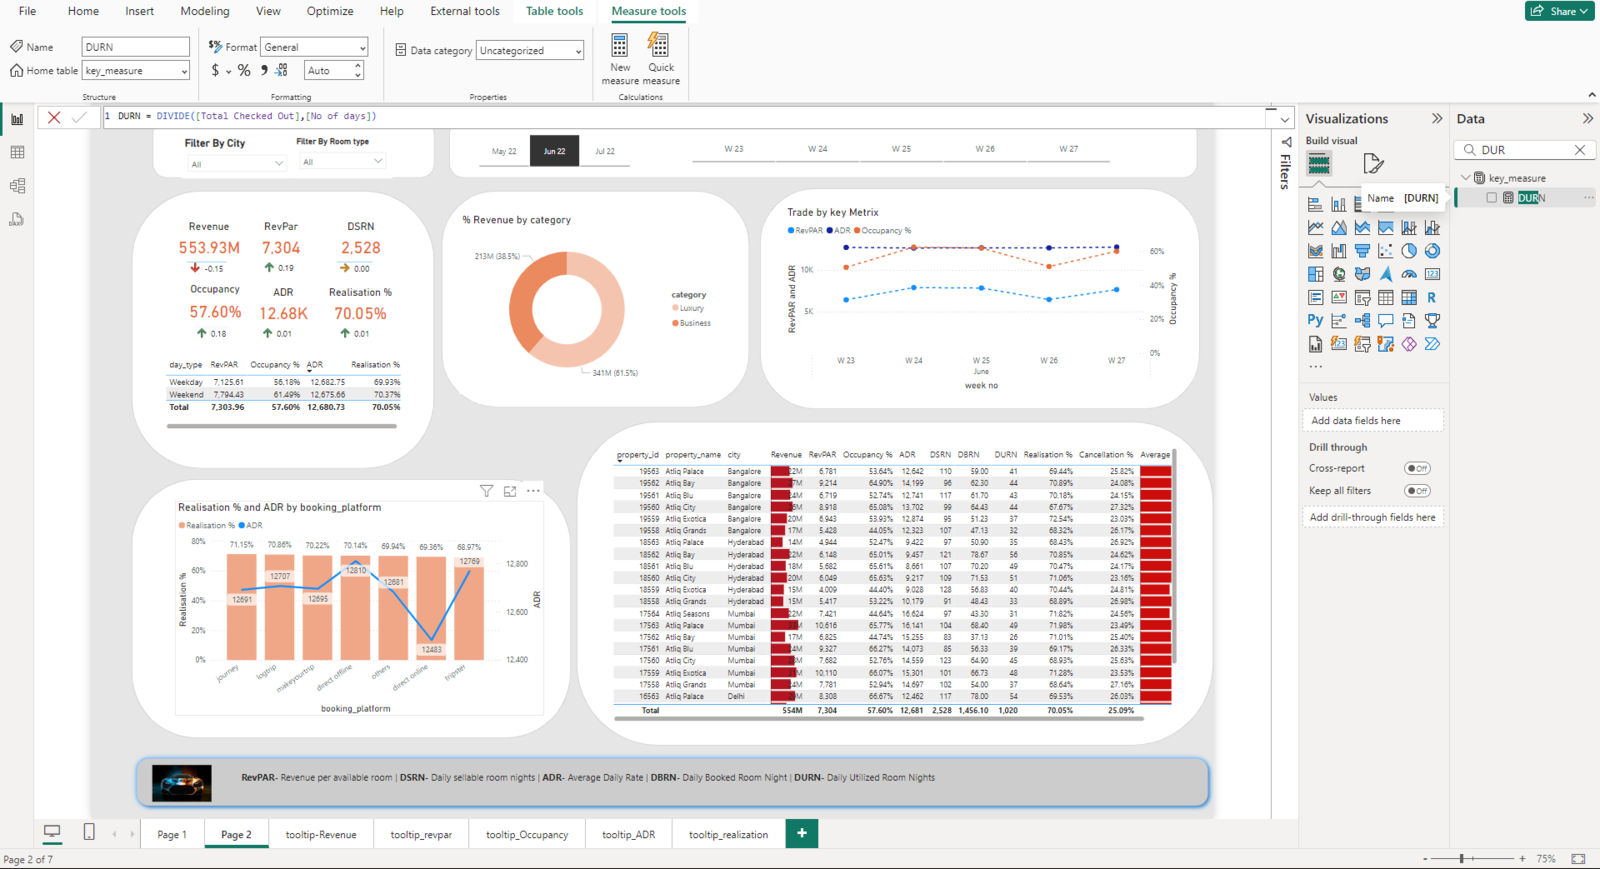 File Home Insert Modeling View Optimize Help External tools Table tools Measure tools Share
Name DURN
Home table key_measure
Structure
Format General
$ % Auto
Formatting
Data category Uncategorized
Properties
New measure
Quick measure
Calculations
1 DURN = DIVIDE([Total Checked Out],[No of days])
Filter By City
All
Filter By Room type
All
May 22 Jun 22 Jul 22
W 23 W 24 W 25 W 26 W 27
Filters
Revenue RevPar DSRN
553.93M 7,304 2,528
-0.15 0.19 0.00
Occupancy ADR Realisation %
57.60% 12.68K 70.05%
0.18 0.01 0.01
day_type RevPAR Occupancy % ADR Realisation %
Weekday 7,125.61 56.18% 12,682.75 69.93%
Weekend 7,794.43 61.49% 12,675.66 70.37%
Total 7,303.96 57.60% 12,680.73 70.05%
% Revenue by category
213M (38.5%)
341M (61.5%)
category
Luxury
Business
Trade by key Metrix
RevPAR ADR Occupancy %
RevPAR and ADR
10K
5K
60%
40%
20%
0%
Occupancy %
W 23 W 24 W 25 W 26 W 27
June
week no
Realisation % and ADR by booking_platform
Realisation % ADR
Realisation %
80%
60%
40%
20%
0%
71.15% 70.86% 70.22% 70.14% 69.94% 69.36% 68.97%
12691 12707 12695 12810 12681 12483 12769
12,800
12,600
12,400
ADR
journey logtrip makeyourtrip direct offline others direct online tripster
booking_platform
property_id property_name city Revenue RevPAR Occupancy % ADR DSRN DBRN DURN Realisation % Cancellation % Average
19563 Atliq Palace Bangalore 22M 6,781 53.64% 12,642 110 59.00 41 69.44% 25.82%
19562 Atliq Bay Bangalore 27M 9,214 64.90% 14,199 96 62.30 44 70.89% 24.08%
19561 Atliq Blu Bangalore 24M 6,719 52.74% 12,741 117 61.70 43 70.18% 24.15%
19560 Atliq City Bangalore 26M 8,918 65.08% 13,702 99 64.43 44 67.67% 27.32%
19559 Atliq Exotica Bangalore 20M 6,943 53.93% 12,874 95 51.23 37 72.54% 23.03%
19558 Atliq Grands Bangalore 17M 5,428 44.05% 12,323 107 47.13 32 68.32% 26.17%
18563 Atliq Palace Hyderabad 14M 4,944 52.47% 9,422 97 50.90 35 68.43% 26.92%
18562 Atliq Bay Hyderabad 22M 6,148 65.01% 9,457 121 78.67 56 70.85% 24.62%
18561 Atliq Blu Hyderabad 18M 5,682 65.61% 8,661 107 70.20 49 70.47% 24.17%
18560 Atliq City Hyderabad 20M 6,049 65.63% 9,217 109 71.53 51 71.06% 23.16%
18559 Atliq Exotica Hyderabad 15M 4,009 44.40% 9,028 128 56.83 40 70.44% 24.81%
18558 Atliq Grands Hyderabad 15M 5,417 53.22% 10,179 91 48.43 33 68.89% 26.98%
17564 Atliq Seasons Mumbai 22M 7,421 44.64% 16,624 97 43.30 31 71.82% 24.56%
17563 Atliq Palace Mumbai 10,616 65.77% 16,141 104 68.40 49 71.98% 23.49%
17562 Atliq Bay Mumbai 17M 6,825 44.74% 15,255 83 37.13 26 71.01% 25.40%
17561 Atliq Blu Mumbai 24M 9,327 66.27% 14,073 85 56.33 39 69.17% 26.33%
17560 Atliq City Mumbai 7,682 52.76% 14,559 123 64.90 45 68.93% 25.63%
17559 Atliq Exotica Mumbai 10,110 66.07% 15,301 101 66.73 48 71.28% 23.53%
17558 Atliq Grands Mumbai 24M 7,781 52.94% 14,697 102 54.00 37 68.64% 27.16%
16563 Atliq Palace Delhi 8,308 66.67% 12,462 117 78.00 54 69.53% 26.03%
Total 554M 7,304 57.60% 12,681 2,528 1,456.10 1,020 70.05% 25.09%
RevPAR- Revenue per available room | DSRN- Daily sellable room nights | ADR- Average Daily Rate | DBRN- Daily Booked Room Night | DURN- Daily Utilized Room Nights
Visualizations
Build visual
Name [DURN]
R
Py
123
Values
Add data fields here
Drill through
Cross-report Off
Keep all filters Off
Add drill-through fields here
Data
DUR
key_measure
DURN
Page 1 Page 2 tooltip-Revenue tooltip_revpar tooltip_Occupancy tooltip_ADR tooltip_realization +
Page 2 of 7
- + 75%